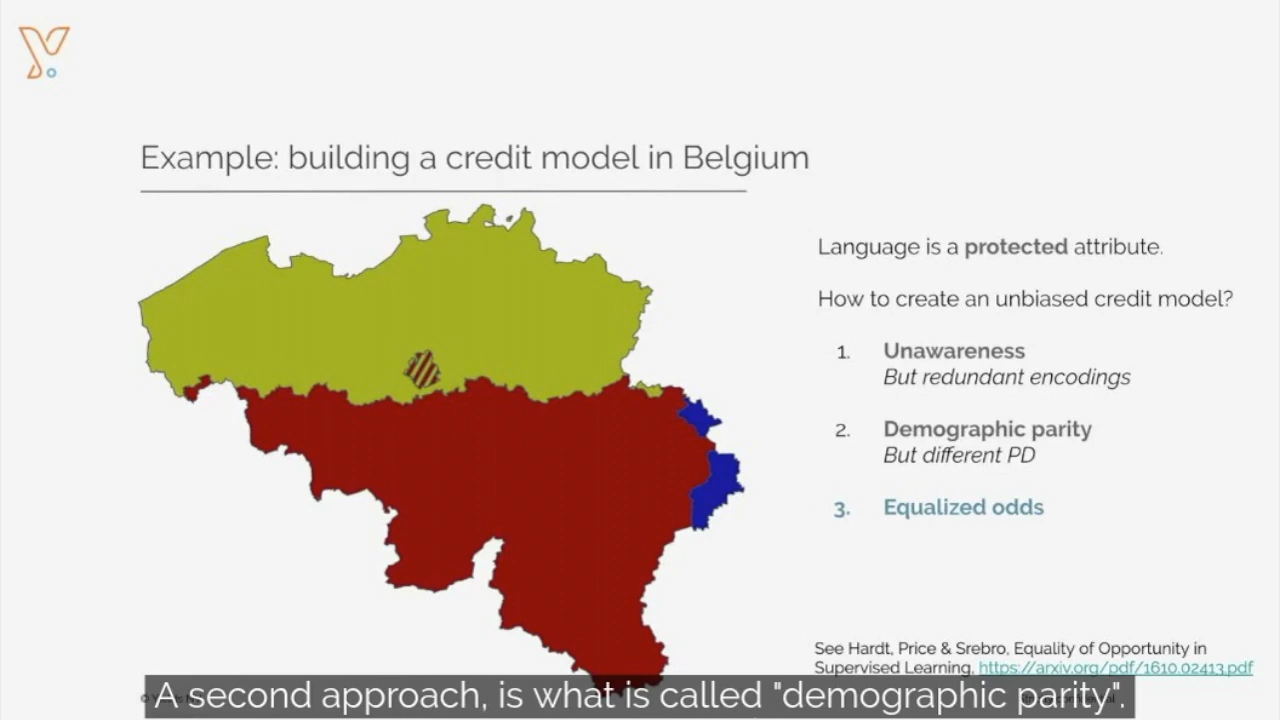 Example: building a credit model in Belgium
Language is a protected attribute.
How to create an unbiased credit model?
1. Unawareness
But redundant encodings
2. Demographic parity
But different PD
3. Equalized odds
See Hardt, Price & Srebro, Equality of Opportunity in
Supervised Learning, https://arxiv.org/pdf/1610.02413.pdf
A second approach, is what is called "demographic parity".